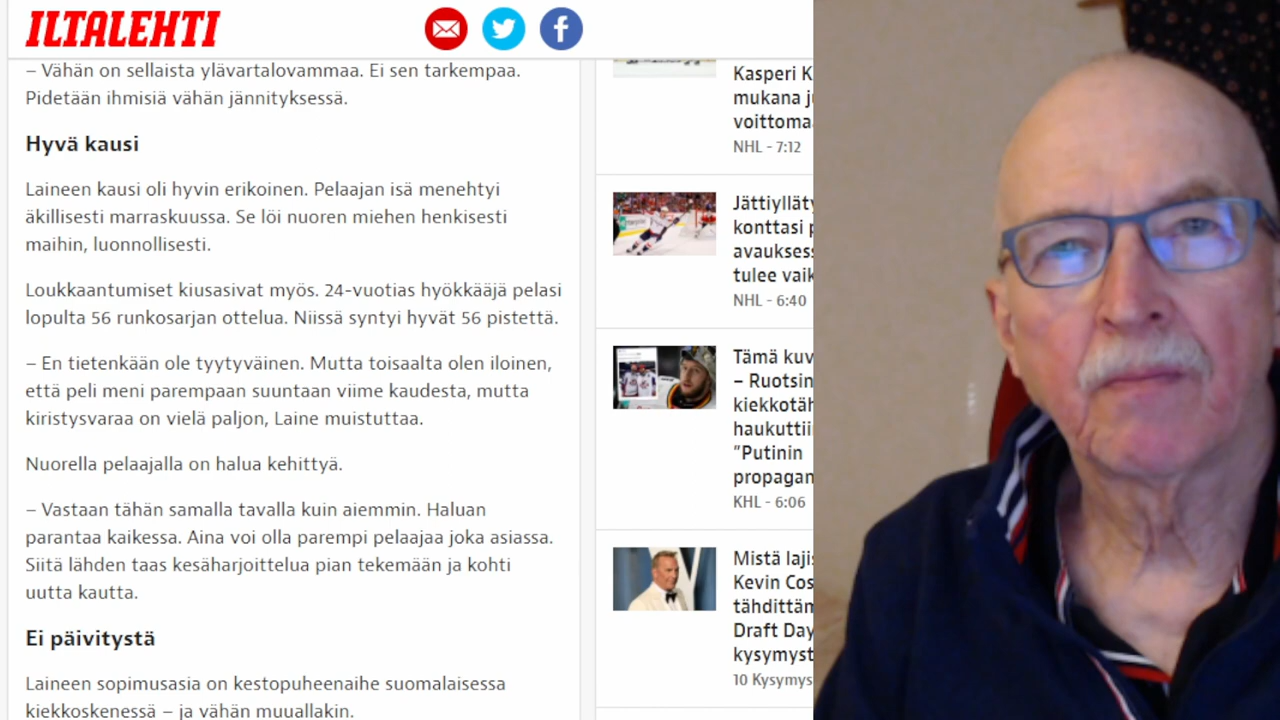 ILTALEHTI
– Vähän on sellaista ylävartalovammaa. Ei sen tarkempaa.
Pidetään ihmisiä vähän jännityksessä.
Hyvä kausi
Laineen kausi oli hyvin erikoinen. Pelaajan isä menehtyi
äkillisesti marraskuussa. Se löi nuoren miehen henkisesti
maihin, luonnollisesti.
Loukkaantumiset kiusasivat myös. 24-vuotias hyökkääjä pelasi
lopulta 56 runkosarjan ottelua. Niissä syntyi hyvät 56 pistettä.
– En tietenkään ole tyytyväinen. Mutta toisaalta olen iloinen,
että peli meni parempaan suuntaan viime kaudesta, mutta
kiristysvaraa on vielä paljon, Laine muistuttaa.
Nuorella pelaajalla on halua kehittyä.
– Vastaan tähän samalla tavalla kuin aiemmin. Haluan
parantaa kaikessa. Aina voi olla parempi pelaajaa joka asiassa.
Siitä lähden taas kesäharjoittelua pian tekemään ja kohti
uutta kautta.
Ei päivitystä
Laineen sopimusasia on kestopuheenaihe suomalaisessa
kiekkoskenessä – ja vähän muuallakin.
Kasperi K
mukana ju
voittoma
NHL - 7:12
Jättiylläty
konttasi p
avaukses
tulee vaik
NHL - 6:40
Tämä kuv
– Ruotsin
kiekkotäh
haukuttii
"Putinin
propagan
KHL - 6:06
Mistä lajis
Kevin Cos
tähdittäm
Draft Day
kysymyst
10 Kysymys